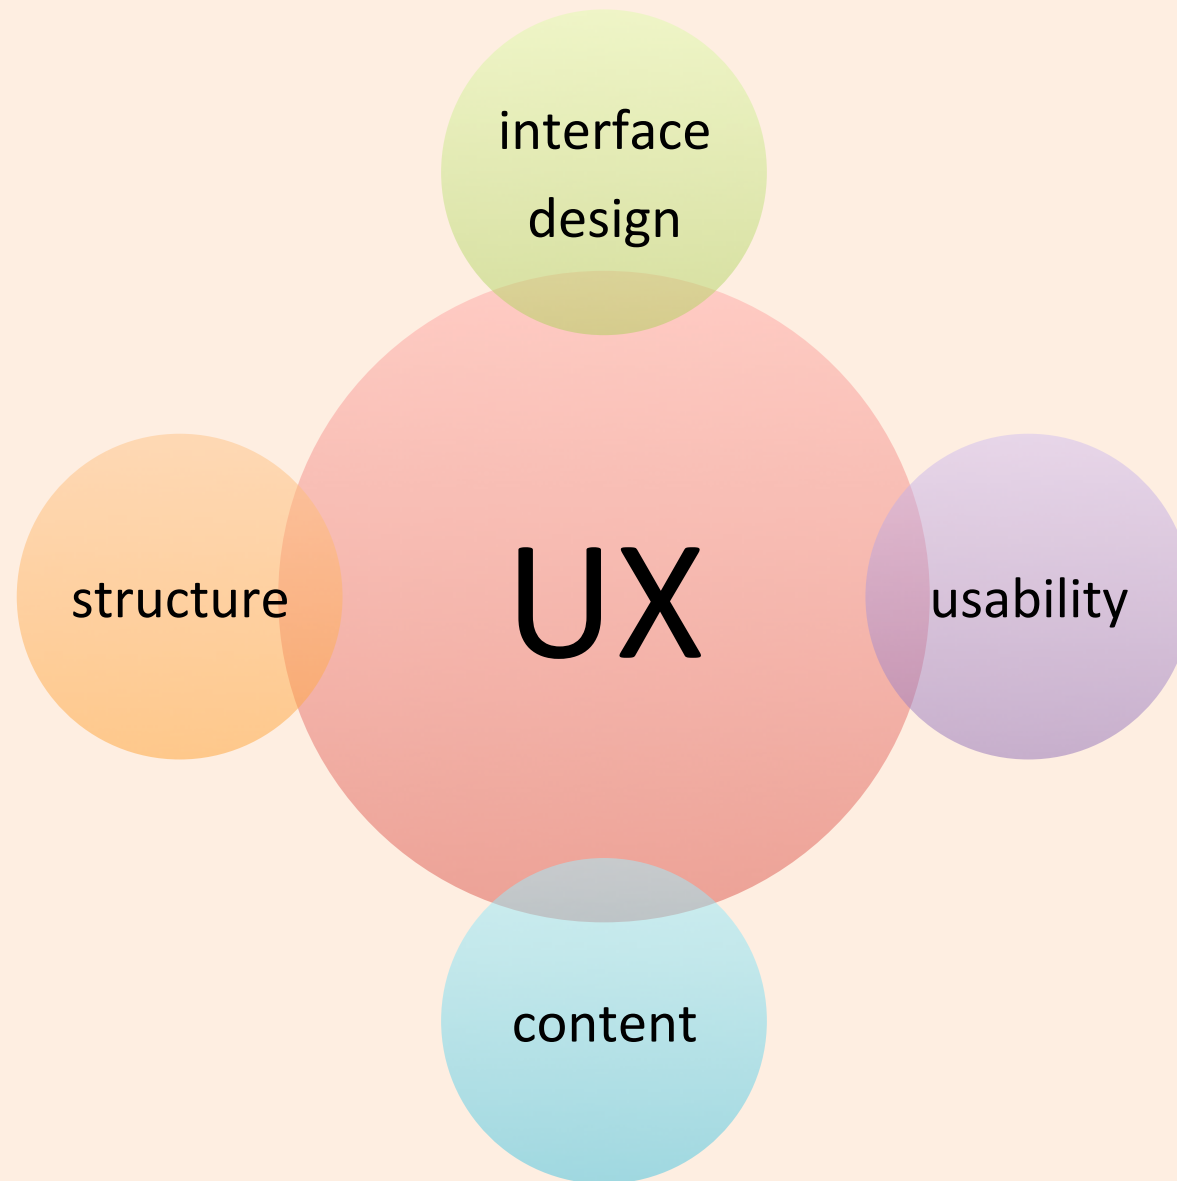 interface
design
structure
UX
usability
content